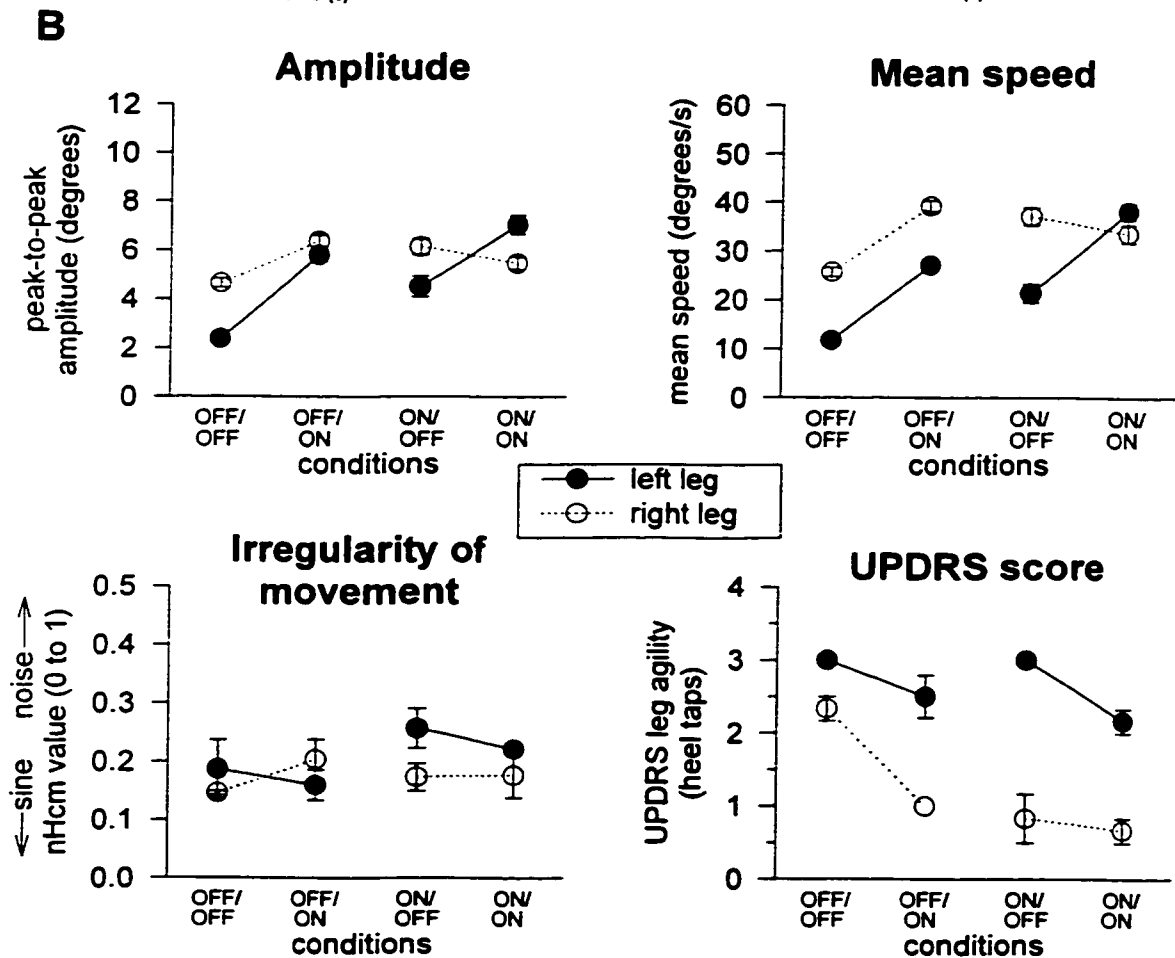 B
Amplitude
peak-to-peak
amplitude (degrees)
12
10
8
6
4
2
0
OFF/
OFF
OFF/
ON
ON/
OFF
ON/
ON
conditions
Mean speed
mean speed (degrees/s)
60
50
40
30
20
10
0
OFF/
OFF
OFF/
ON
ON/
OFF
ON/
ON
conditions
left leg
right leg
Irregularity of
movement
←sine noise→
nHcm value (0 to 1)
0.5
0.4
0.3
0.2
0.1
0.0
OFF/
OFF
OFF/
ON
ON/
OFF
ON/
ON
conditions
UPDRS score
UPDRS leg agility
(heel taps)
4
3
2
1
0
OFF/
OFF
OFF/
ON
ON/
OFF
ON/
ON
conditions